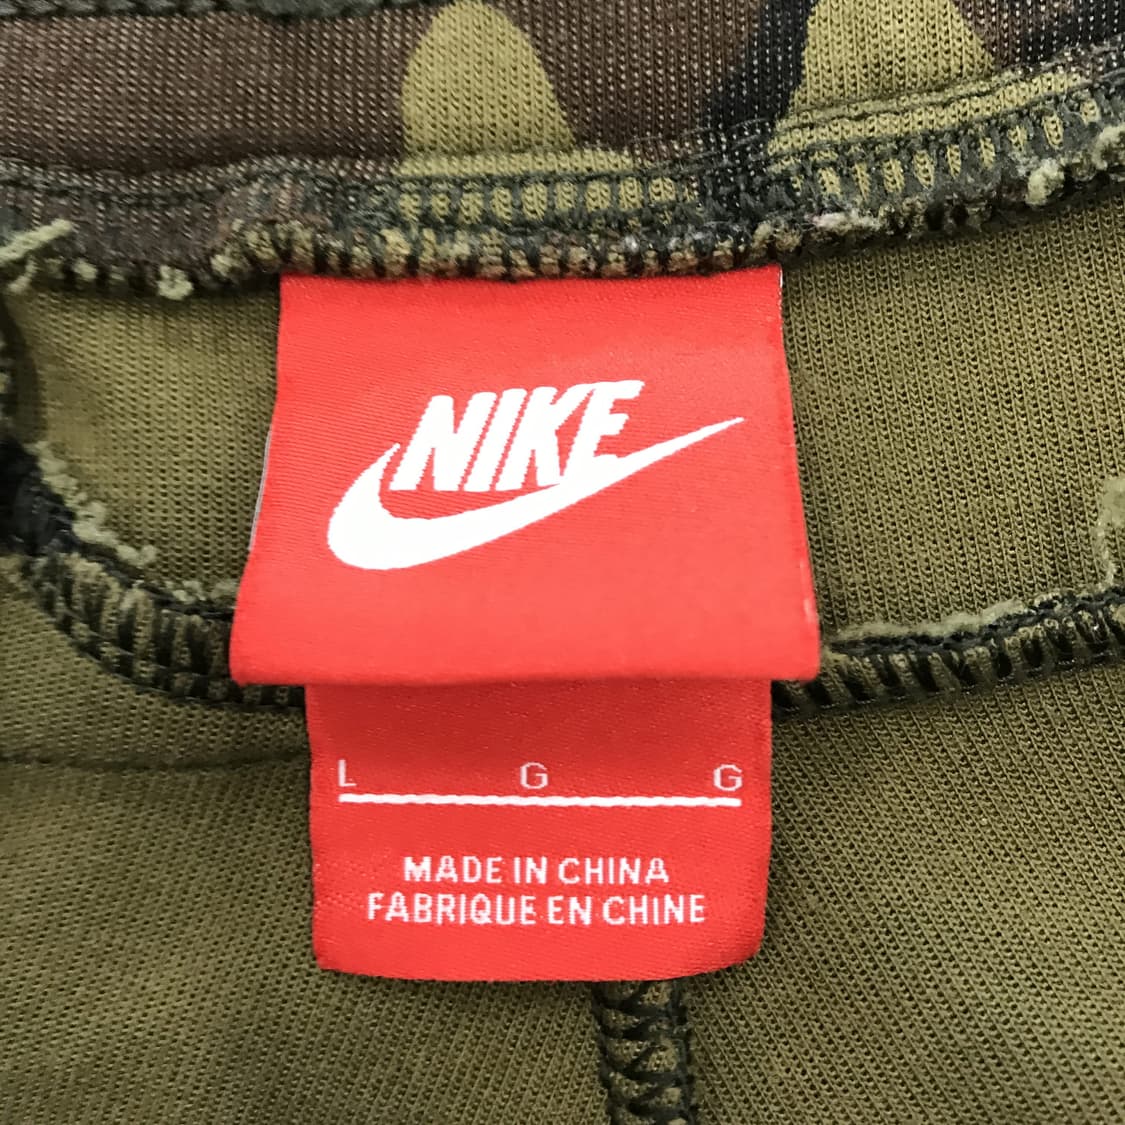 NIKE
L G G
MADE IN CHINA
FABRIQUE EN CHINE